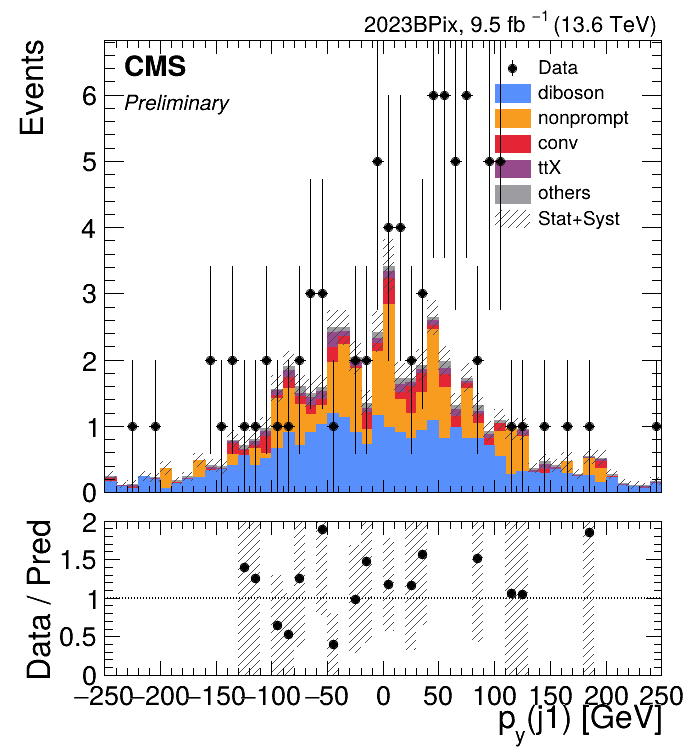 2023BPix, 9.5 fb⁻¹ (13.6 TeV)
CMS
Preliminary
Events
Data
diboson
nonprompt
conv
ttX
others
Stat+Syst
6
5
4
3
2
1
0
Data / Pred
2
1.5
1
0.5
0
−250 −200 −150 −100 −50 0 50 100 150 200 250
p_y(j1) [GeV]